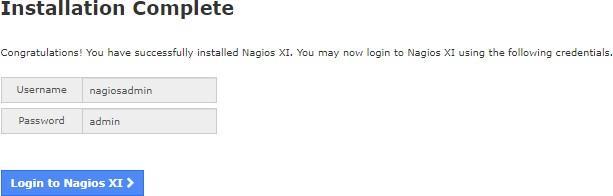 Installation Complete
Congratulations! You have successfully installed Nagios XI. You may now login to Nagios XI using the following credentials.
Username nagiosadmin
Password admin
Login to Nagios XI